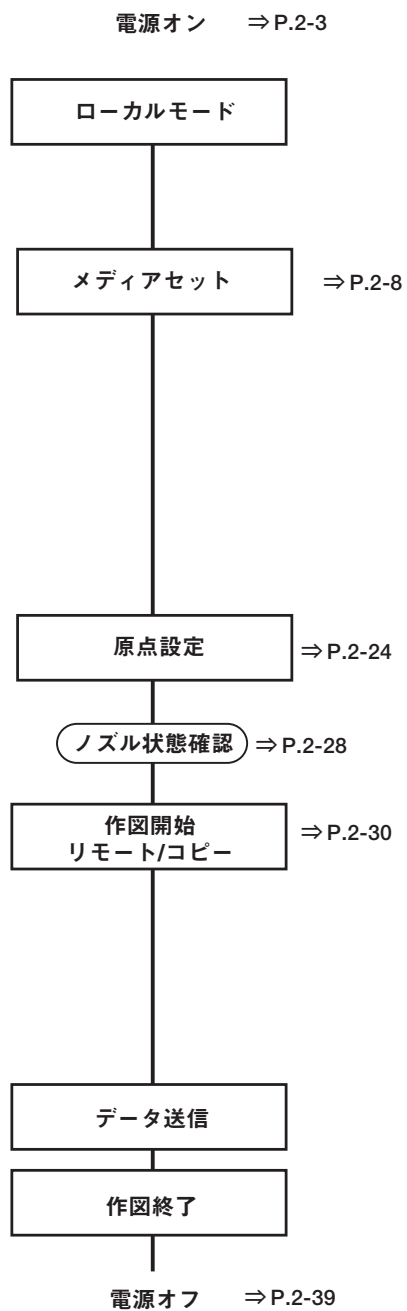 電源オン ⇒P.2-3
ローカルモード
メディアセット ⇒P.2-8
原点設定 ⇒P.2-24
ノズル状態確認 ⇒P.2-28
作図開始 ⇒P.2-30
リモート/コピー
データ送信
作図終了
電源オフ ⇒P.2-39